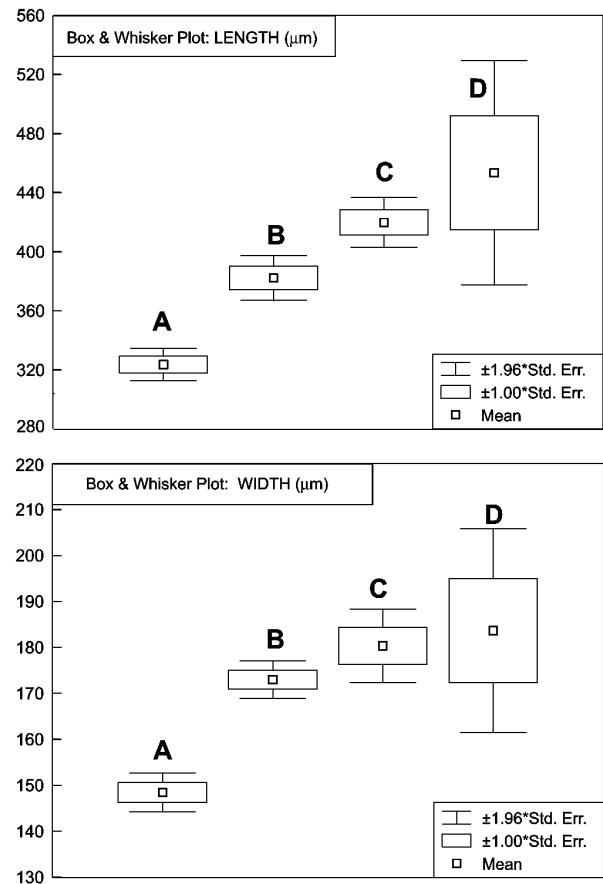 560
Box & Whisker Plot: LENGTH (µm)
520
D
480
C
440
B
400
360
A
320
280
±1.96*Std. Err.
±1.00*Std. Err.
Mean
220
Box & Whisker Plot: WIDTH (µm)
210
D
200
C
190
B
180
170
160
A
150
140
130
±1.96*Std. Err.
±1.00*Std. Err.
Mean